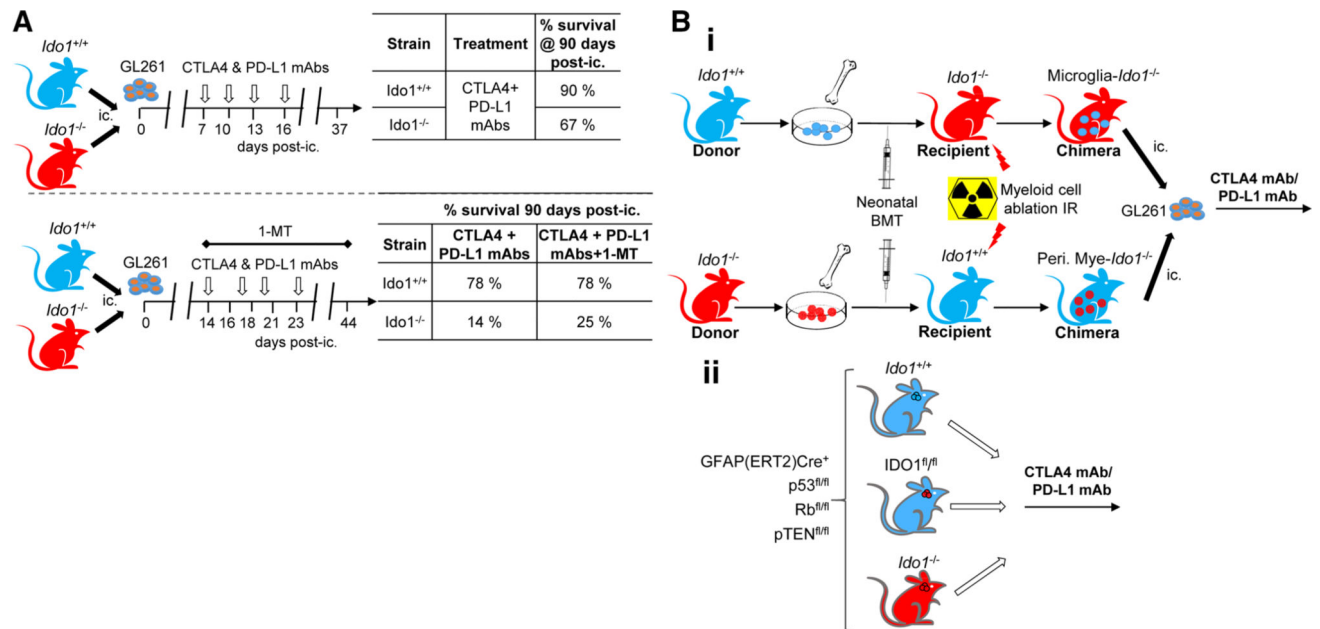 A
Ido1+/+
GL261
CTLA4 & PD-L1 mAbs
ic.
Ido1-/-
0
7 10 13 16
37
days post-ic.
Strain
Treatment
% survival
@ 90 days
post-ic.
Ido1+/+
CTLA4+
PD-L1
mAbs
90 %
Ido1-/-
67 %
Ido1+/+
GL261
1-MT
CTLA4 & PD-L1 mAbs
ic.
Ido1-/-
0
14 16 18 21 23
44
days post-ic.
% survival 90 days post-ic.
Strain
CTLA4 +
PD-L1 mAbs
CTLA4 + PD-L1
mAbs+1-MT
Ido1+/+
78 %
78 %
Ido1-/-
14 %
25 %
B
i
Ido1+/+
Donor
Ido1-/-
Recipient
Microglia-Ido1-/-
Chimera
ic.
Neonatal
BMT
Myeloid cell
ablation IR
GL261
CTLA4 mAb/
PD-L1 mAb
Ido1-/-
Donor
Ido1+/+
Recipient
Peri. Mye-Ido1-/-
Chimera
ic.
ii
GFAP(ERT2)Cre+
p53fl/fl
Rbfl/fl
pTENfl/fl
Ido1+/+
IDO1fl/fl
Ido1-/-
CTLA4 mAb/
PD-L1 mAb